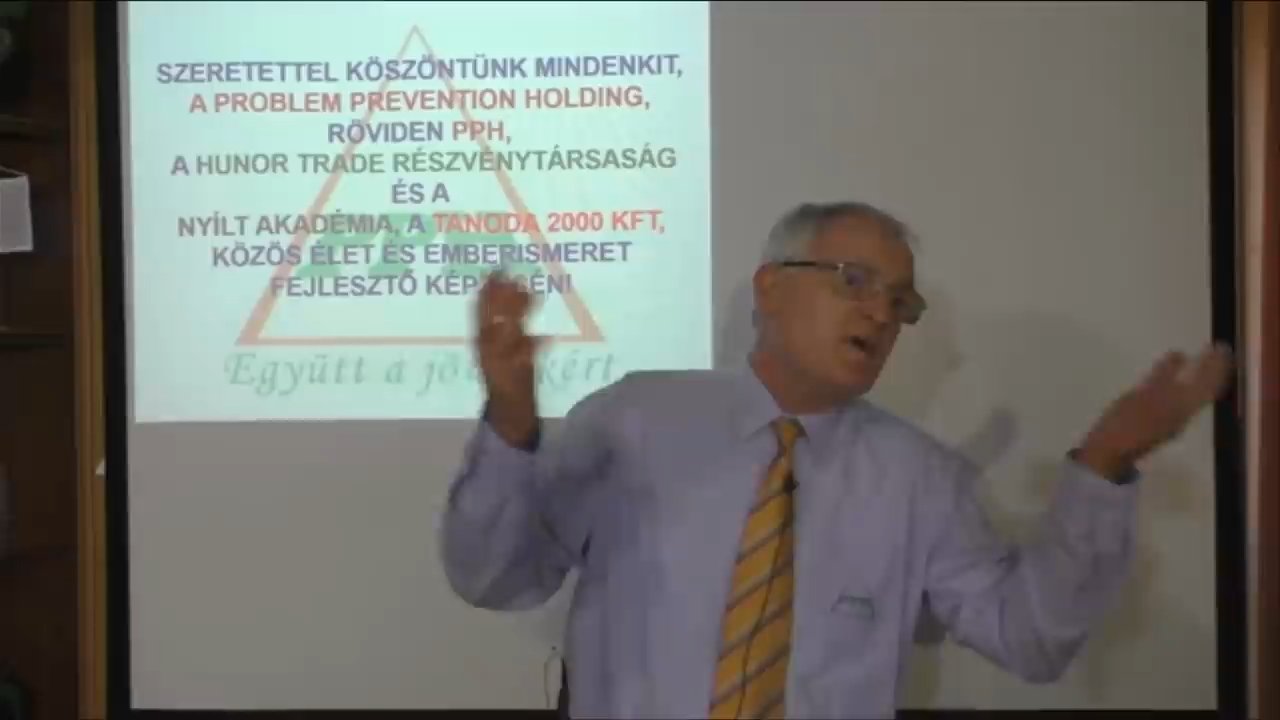 SZERETETTEL KÖSZÖNTÜNK MINDENKIT,
A PROBLEM PREVENTION HOLDING,
RÖVIDEN PPH,
A HUNOR TRADE RÉSZVÉNYTÁRSASÁG
ÉS A
NYÍLT AKADÉMIA, A TANODA 2000 KFT,
KÖZÖS ÉLET ÉS EMBERISMERET
FEJLESZTŐ
PPH
Együtt a